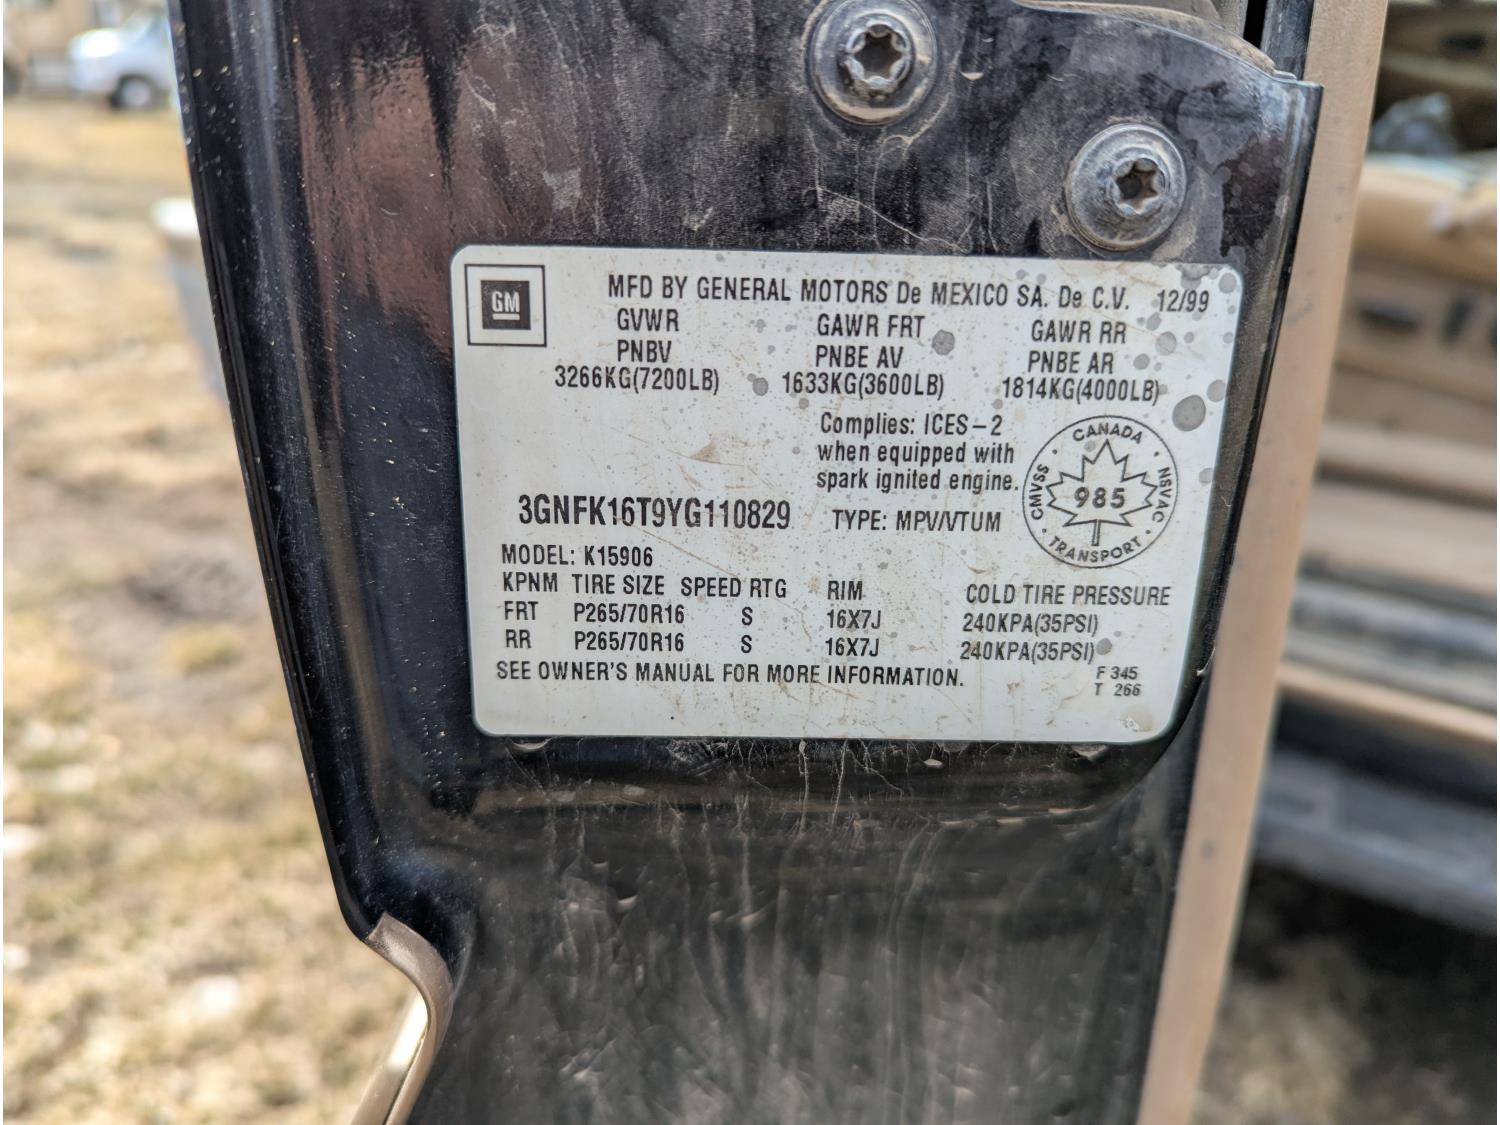 GM
MFD BY GENERAL MOTORS De MEXICO SA. De C.V. 12/99
GVWR GAWR FRT GAWR RR
PNBV PNBE AV PNBE AR
3266KG(7200LB) 1633KG(3600LB) 1814KG(4000LB)
Complies: ICES-2
when equipped with
spark ignited engine.
CANADA
CMVSS 985 NSVAC
TRANSPORT
3GNFK16T9YG110829 TYPE: MPV/VTUM
MODEL: K15906
KPNM TIRE SIZE SPEED RTG RIM COLD TIRE PRESSURE
FRT P265/70R16 S 16X7J 240KPA(35PSI)
RR P265/70R16 S 16X7J 240KPA(35PSI)
SEE OWNER'S MANUAL FOR MORE INFORMATION.
F 345
T 266